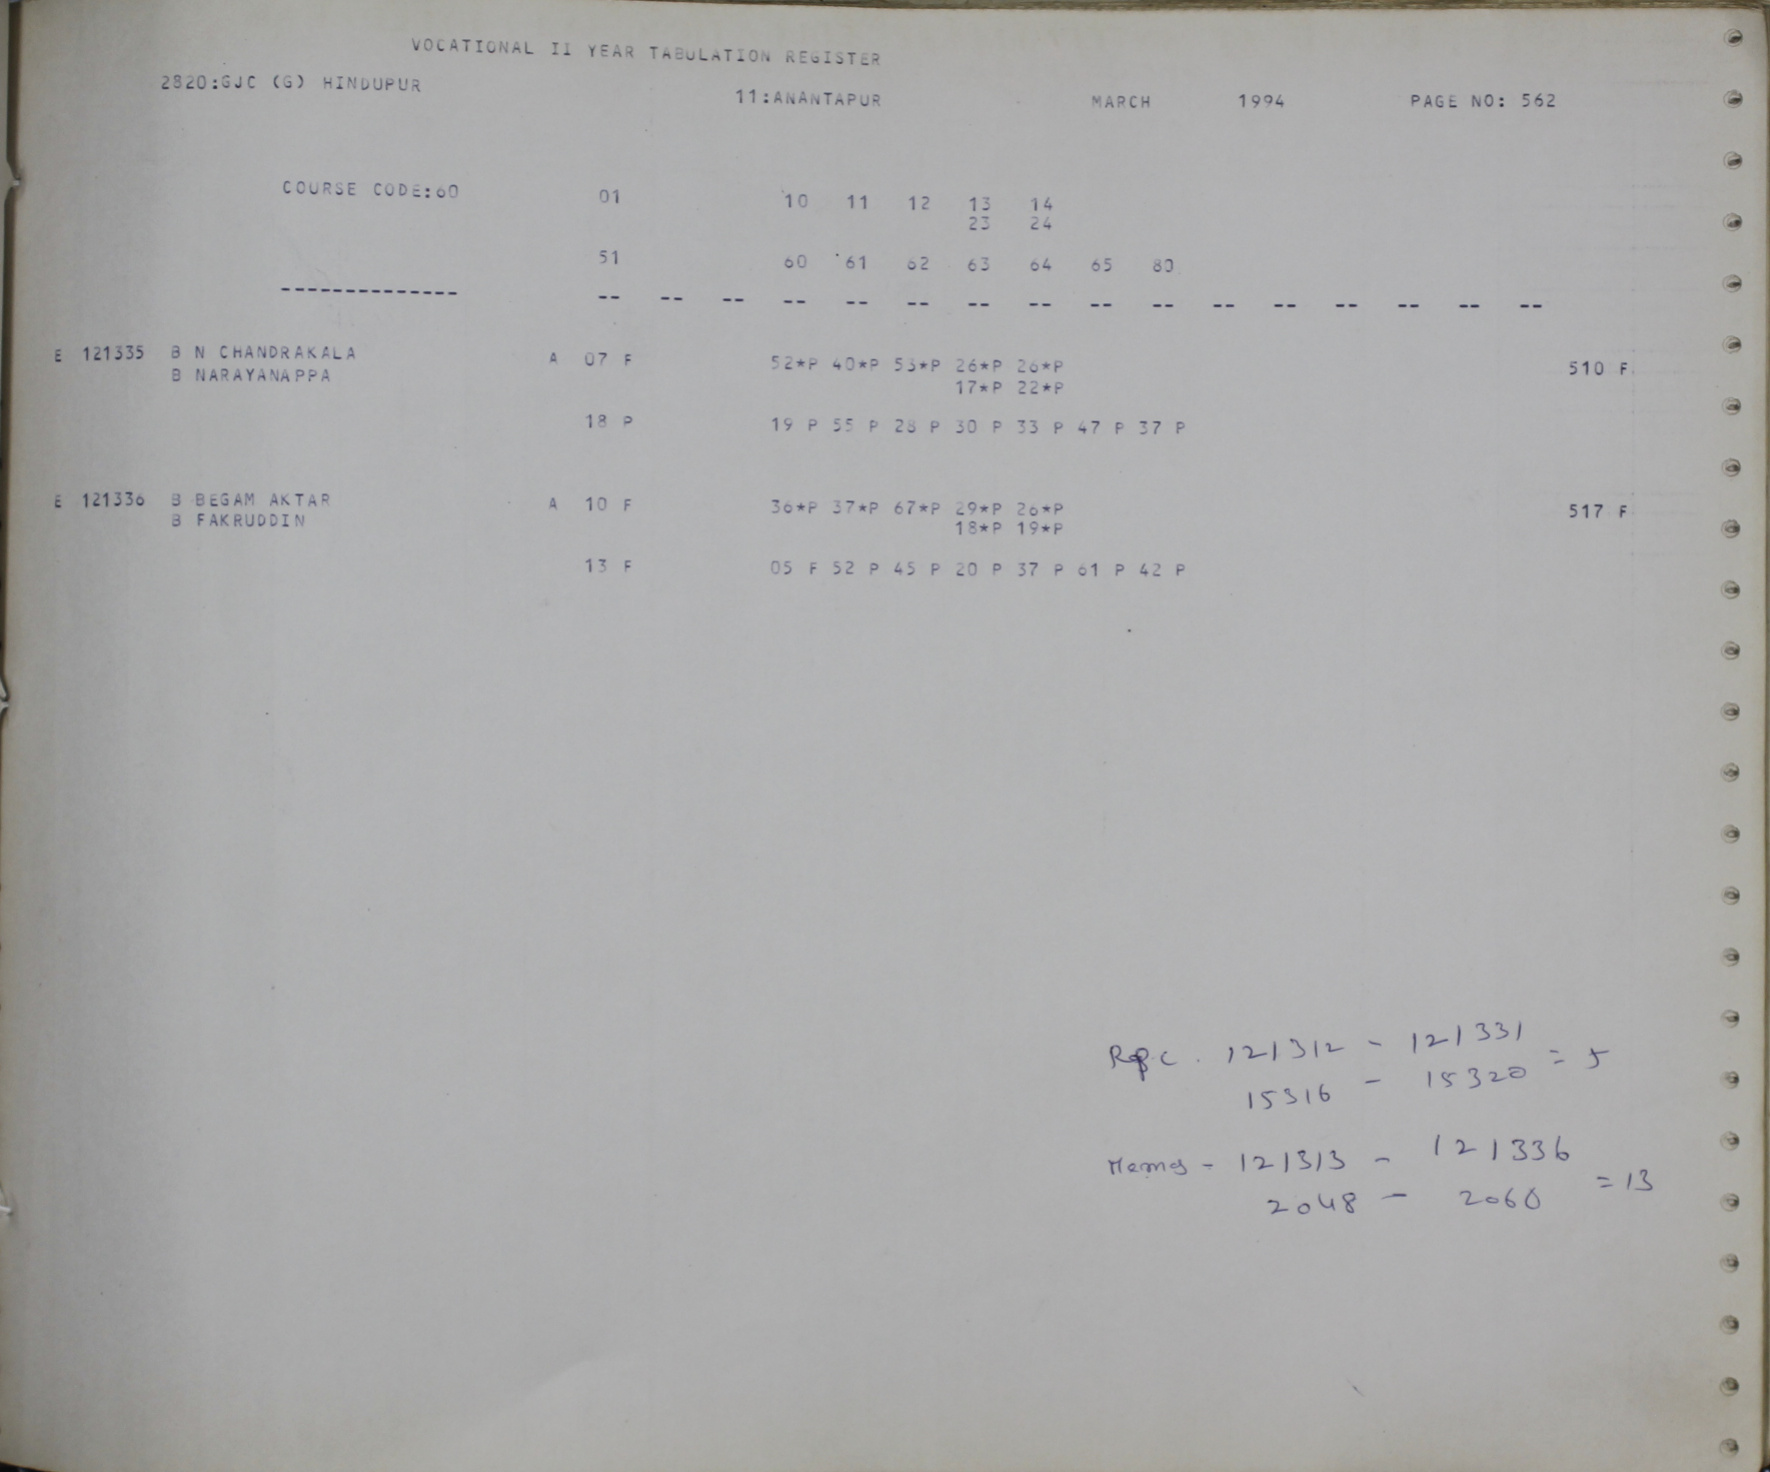 VOCATIONAL II YEAR TABULATION REGISTER
2820:GJC (G) HINDUPUR 11:ANANTAPUR MARCH 1994 PAGE NO: 562
COURSE CODE:60 01 10 11 12 13 14
23 24
51 60 61 62 63 64 65 80
-------------- -- -- -- -- -- -- -- -- -- -- -- -- -- -- -- --
E 121335 B N CHANDRAKALA A 07 F 52*P 40*P 53*P 26*P 26*P 510 F
B NARAYANAPPA 17*P 22*P
18 P 19 P 55 P 28 P 30 P 33 P 47 P 37 P
E 121336 B BEGAM AKTAR A 10 F 36*P 37*P 67*P 29*P 26*P 517 F
B FAKRUDDIN 18*P 19*P
13 F 05 F 52 P 45 P 20 P 37 P 61 P 42 P
121312 - 121331
15316 - 15320 = 5
Memos - 121313 - 121336
2048 - 2060 = 13